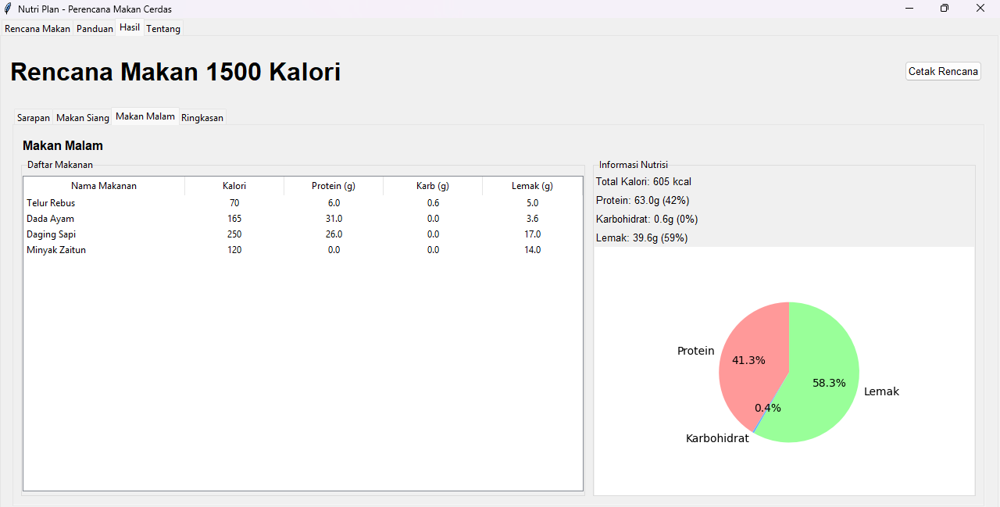 Nutri Plan - Perencana Makan Cerdas
Rencana Makan Panduan Hasil Tentang
Rencana Makan 1500 Kalori
Cetak Rencana
Sarapan Makan Siang Makan Malam Ringkasan
Makan Malam
Daftar Makanan
Nama Makanan Kalori Protein (g) Karb (g) Lemak (g)
Telur Rebus 70 6.0 0.6 5.0
Dada Ayam 165 31.0 0.0 3.6
Daging Sapi 250 26.0 0.0 17.0
Minyak Zaitun 120 0.0 0.0 14.0
Informasi Nutrisi
Total Kalori: 605 kcal
Protein: 63.0g (42%)
Karbohidrat: 0.6g (0%)
Lemak: 39.6g (59%)
Protein
41.3%
58.3%
Lemak
0.4%
Karbohidrat